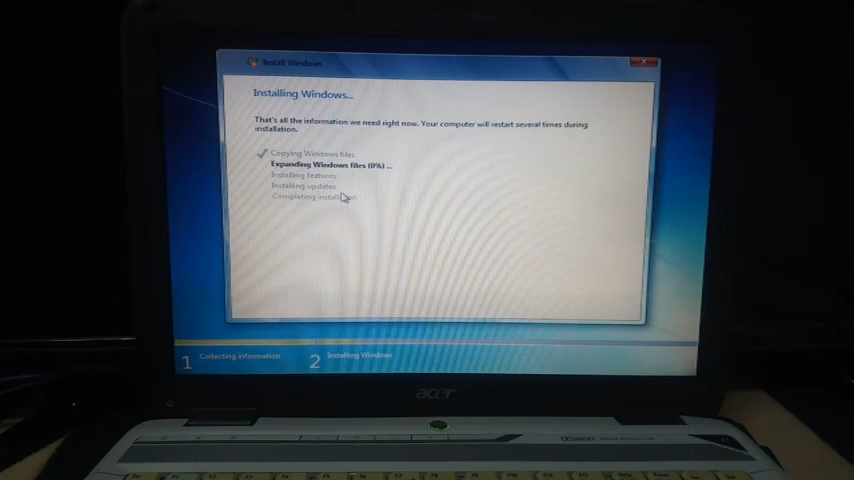 Install Windows
Installing Windows...
That's all the information we need right now. Your computer will restart several times during
installation.
Copying Windows files
Expanding Windows files (0%) ...
Installing features
Installing updates
Completing installation
1 Collecting information
2 Installing Windows
acer
DOLBY